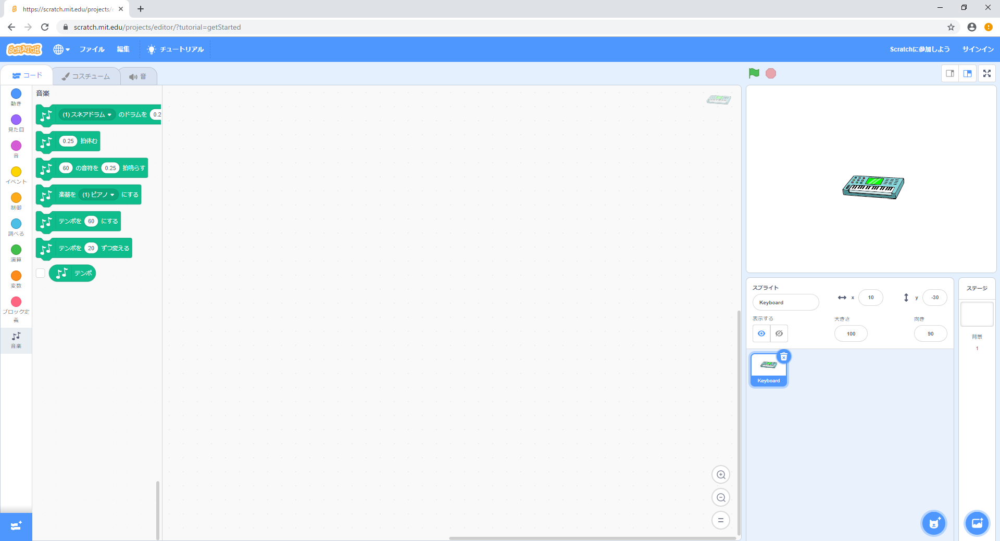 https://scratch.mit.edu/projects/e
scratch.mit.edu/projects/editor/?tutorial=getStarted
SCRATCH ファイル 編集 チュートリアル Scratchに参加しよう サインイン
コード コスチューム 音
動き
見た目
音
イベント
制御
調べる
演算
変数
ブロック定
義
音楽
音楽
(1) スネアドラム のドラムを 0.2
0.25 拍休む
60 の音符を 0.25 拍鳴らす
楽器を (1) ピアノ にする
テンポを 60 にする
テンポを 20 ずつ変える
テンポ
スプライト
Keyboard x 10 y -30
表示する 大きさ 向き
100 90
Keyboard
ステージ
背景
1